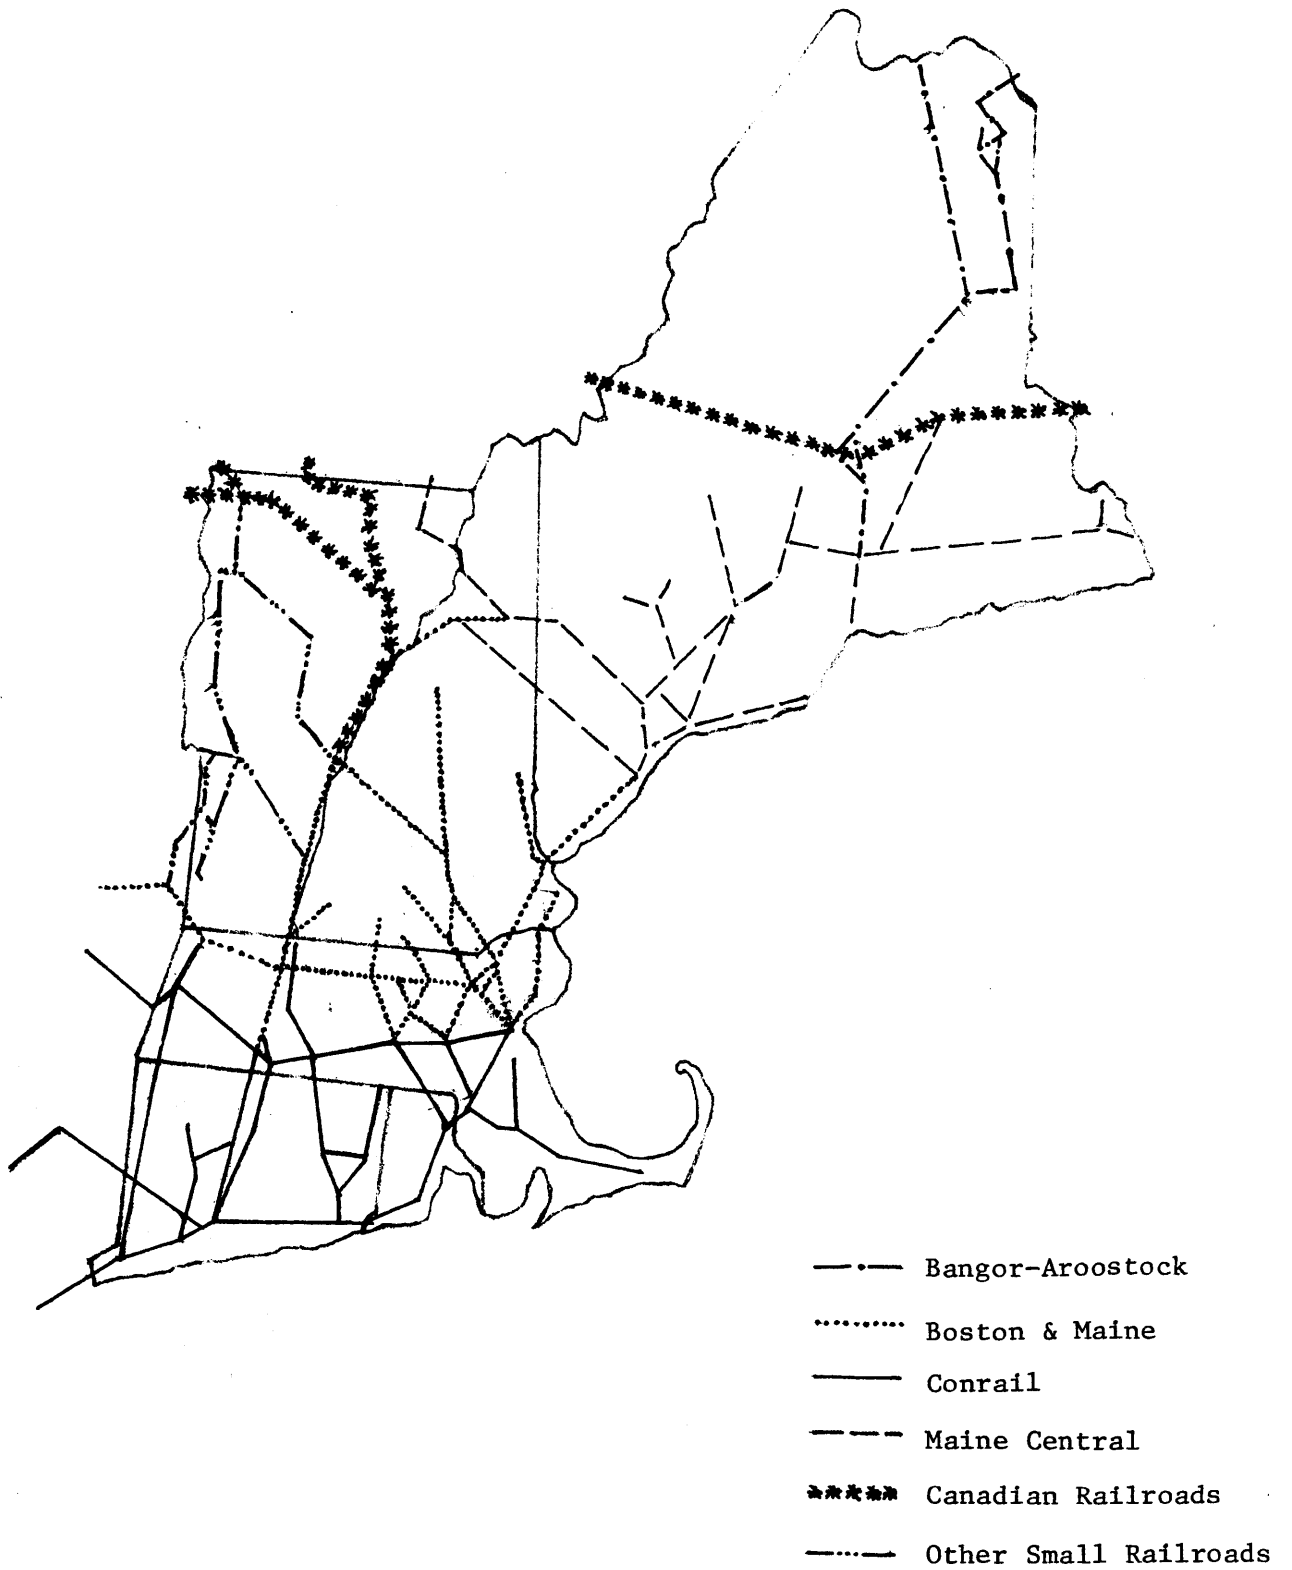 Bangor-Aroostock
Boston & Maine
Conrail
Maine Central
Canadian Railroads
Other Small Railroads